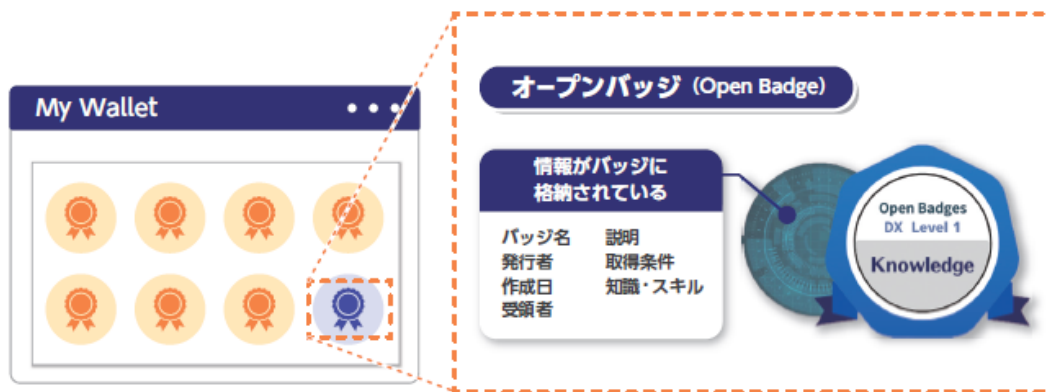 My Wallet
オープンバッジ（Open Badge）
情報がバッジに
格納されている
バッジ名 説明
発行者 取得条件
作成日 知識・スキル
受領者
Open Badges
DX Level 1
Knowledge